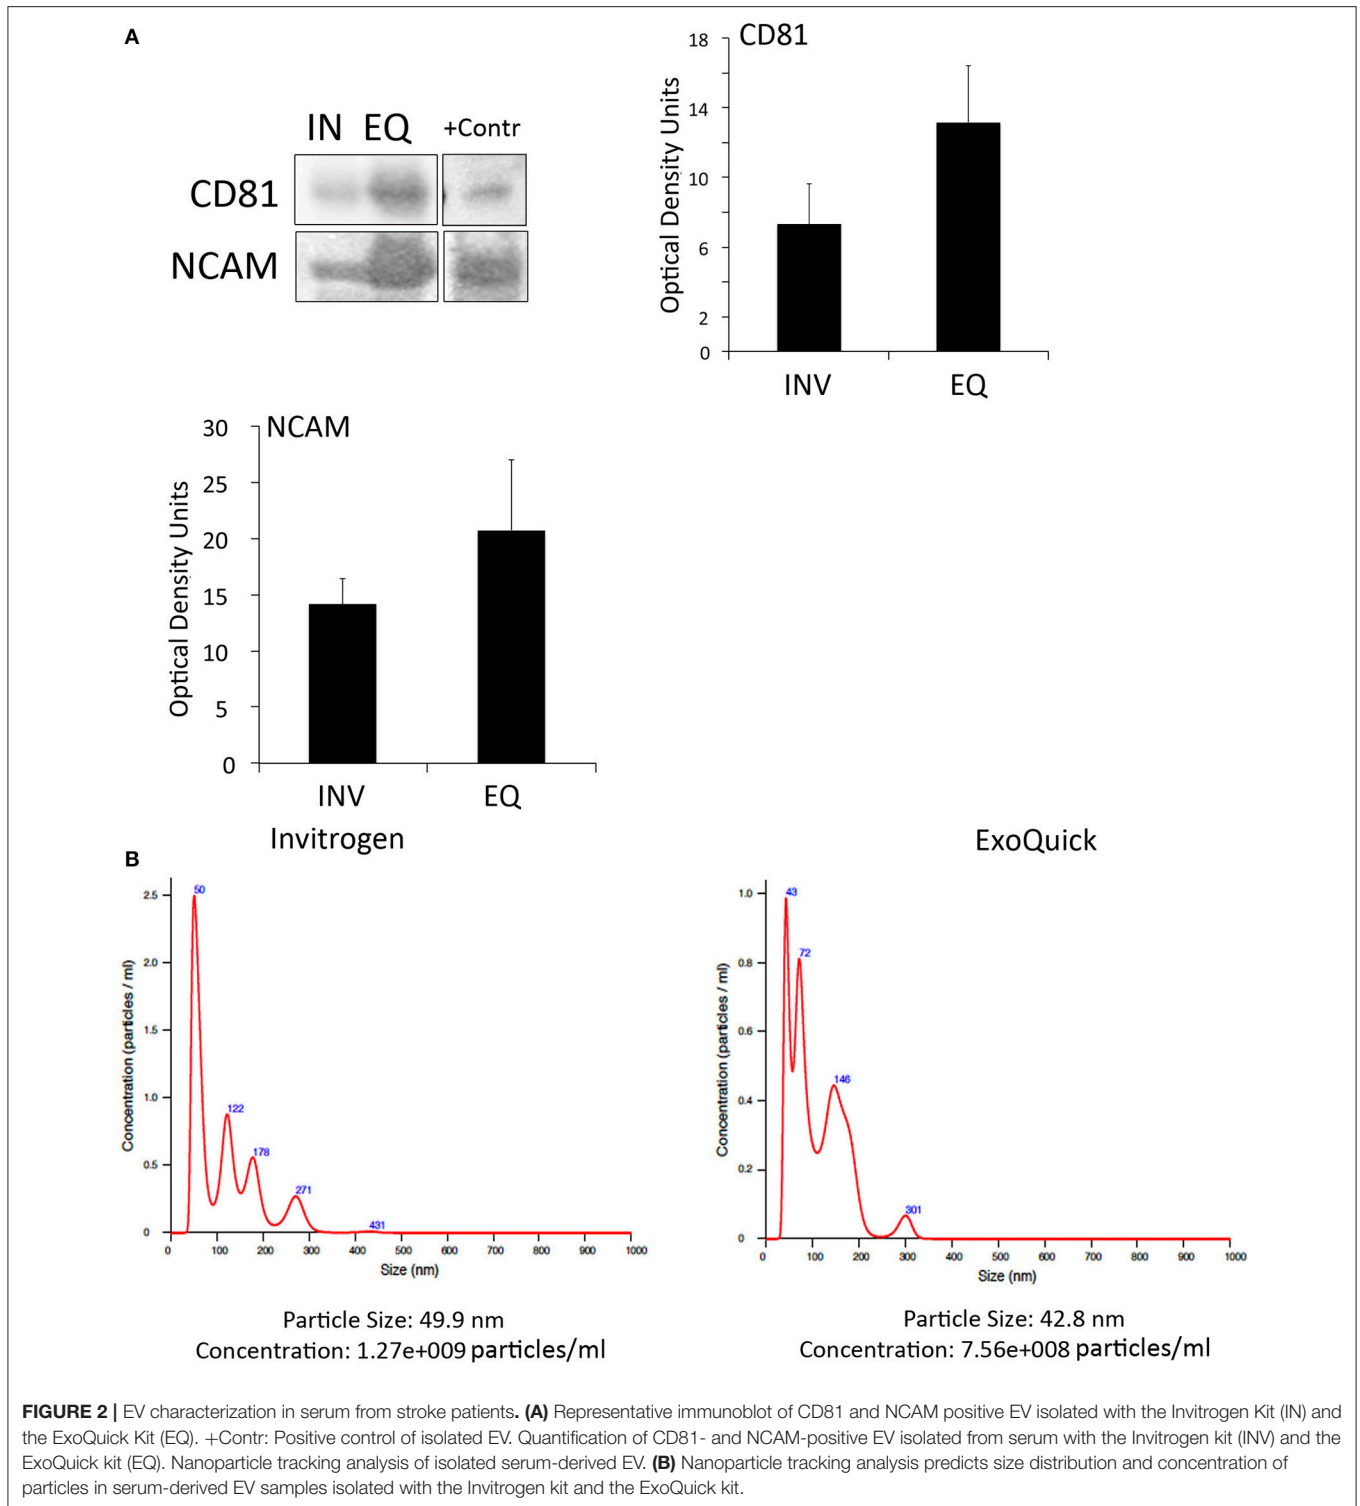 A
IN EQ +Contr
CD81
NCAM
CD81
Optical Density Units
18
14
10
6
2
0
INV EQ
NCAM
Optical Density Units
30
25
20
15
10
5
0
INV EQ
B
Invitrogen
Concentration (particles / ml)
2.5
2.0
1.5
1.0
0.5
0
50
122
178
271
431
0 100 200 300 400 500 600 700 800 900 1000
Size (nm)
Particle Size: 49.9 nm
Concentration: 1.27e+009 particles/ml
ExoQuick
Concentration (particles / ml)
1.0
0.8
0.6
0.4
0.2
0
43
72
146
301
0 100 200 300 400 500 600 700 800 900 1000
Size (nm)
Particle Size: 42.8 nm
Concentration: 7.56e+008 particles/ml
FIGURE 2 | EV characterization in serum from stroke patients. (A) Representative immunoblot of CD81 and NCAM positive EV isolated with the Invitrogen Kit (IN) and
the ExoQuick Kit (EQ). +Contr: Positive control of isolated EV. Quantification of CD81- and NCAM-positive EV isolated from serum with the Invitrogen kit (INV) and the
ExoQuick kit (EQ). Nanoparticle tracking analysis of isolated serum-derived EV. (B) Nanoparticle tracking analysis predicts size distribution and concentration of
particles in serum-derived EV samples isolated with the Invitrogen kit and the ExoQuick kit.